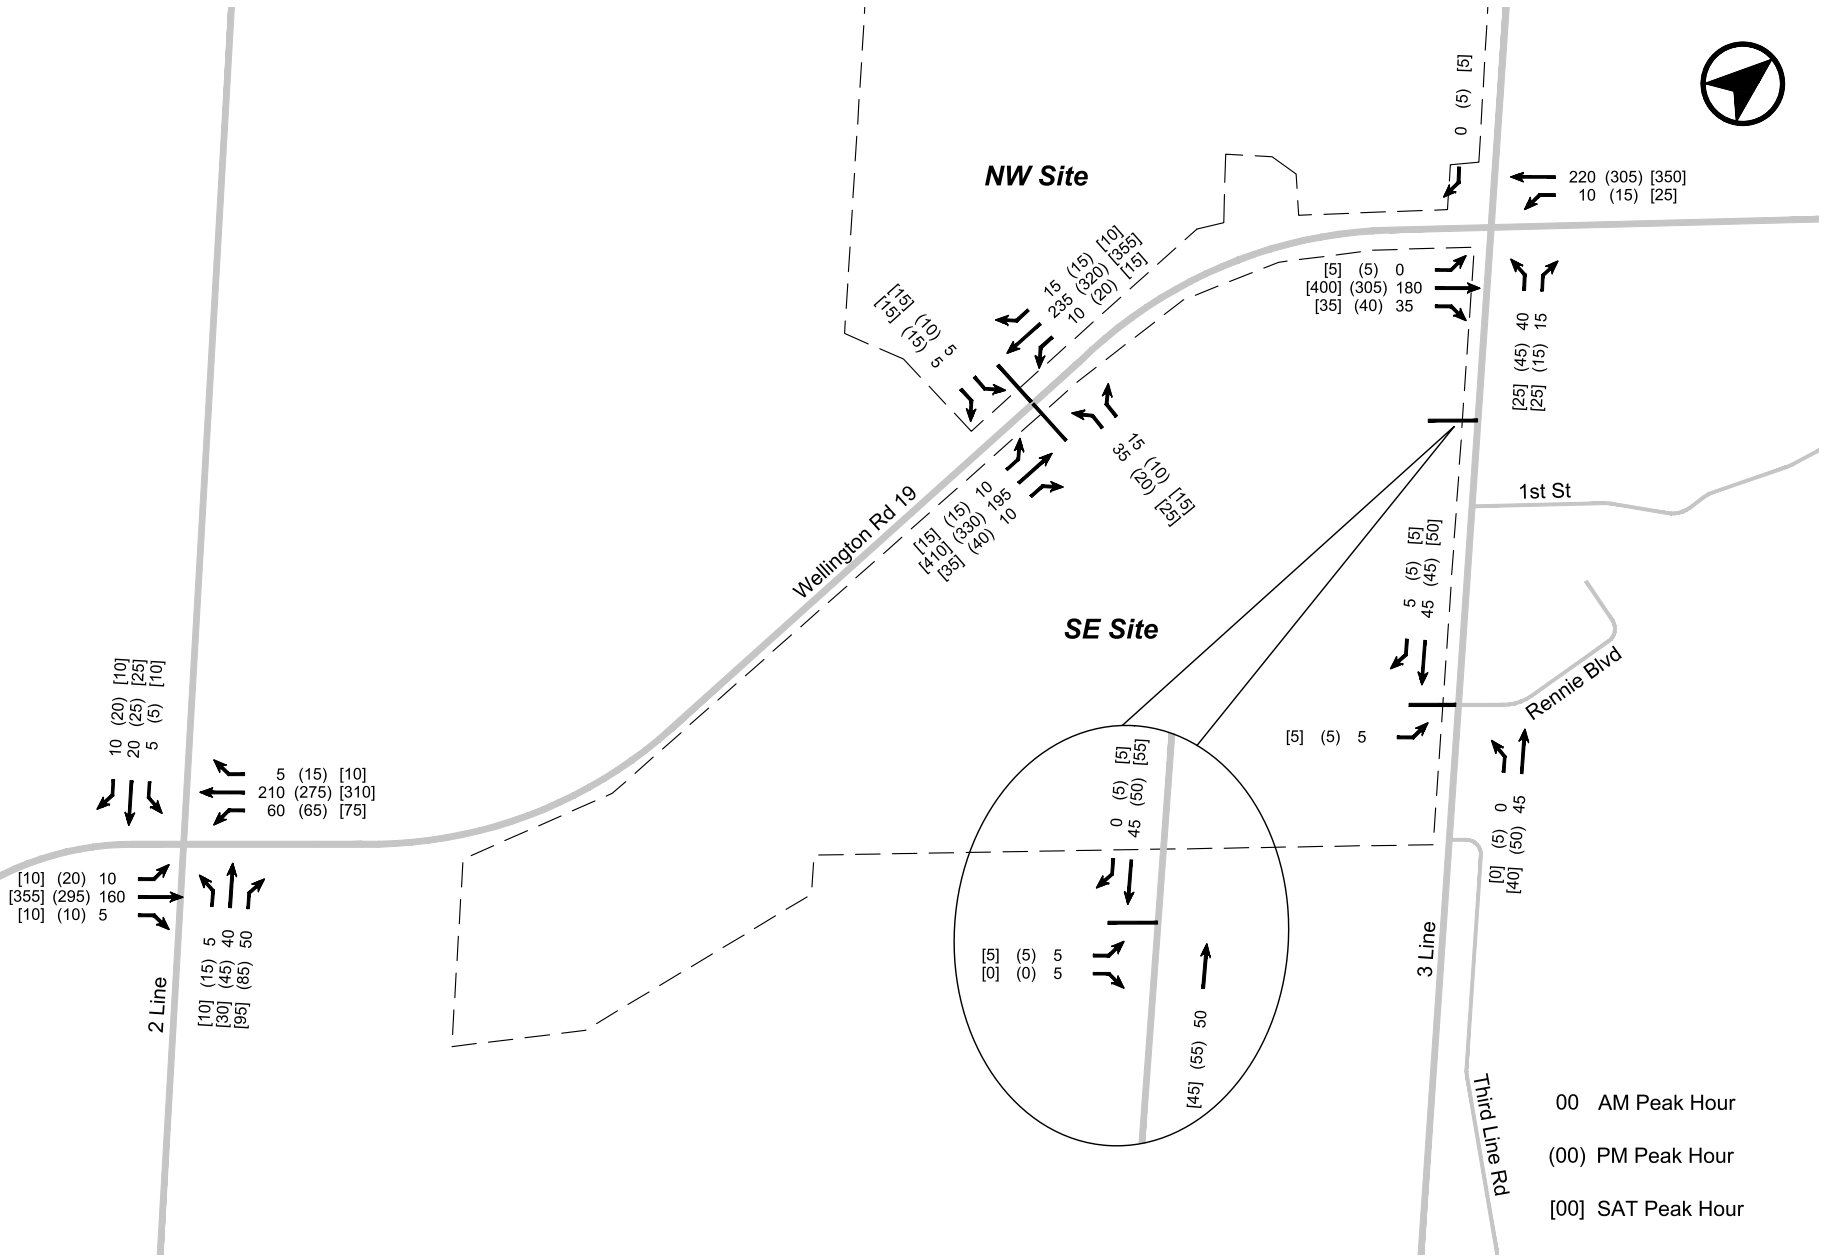 0 (5) [5]
NW Site
220 (305) [350]
10 (15) [25]
15 (15) [10]
235 (320) [355]
10 (20) [15]
[15] (10) 5
[15] (15) 5
[5] (5) 0
[400] (305) 180
[35] (40) 35
[25] (45) 40
[25] (15) 15
15 (10) [15]
35 (20) [25]
[15] (15) 10
[410] (330) 195
[35] (40) 10
Wellington Rd 19
1st St
5 (5) [5]
45 (45) [50]
SE Site
Rennie Blvd
[5] (5) 5
10 (20) [10]
20 (25) [25]
5 (5) [10]
5 (15) [10]
210 (275) [310]
60 (65) [75]
0 (5) [5]
45 (50) [55]
[0] (5) 0
[40] (50) 45
[10] (20) 10
[355] (295) 160
[10] (10) 5
[10] (15) 5
[30] (45) 40
[95] (85) 50
2 Line
[5] (5) 5
[0] (0) 5
[45] (55) 50
3 Line
Third Line Rd
00 AM Peak Hour
(00) PM Peak Hour
[00] SAT Peak Hour